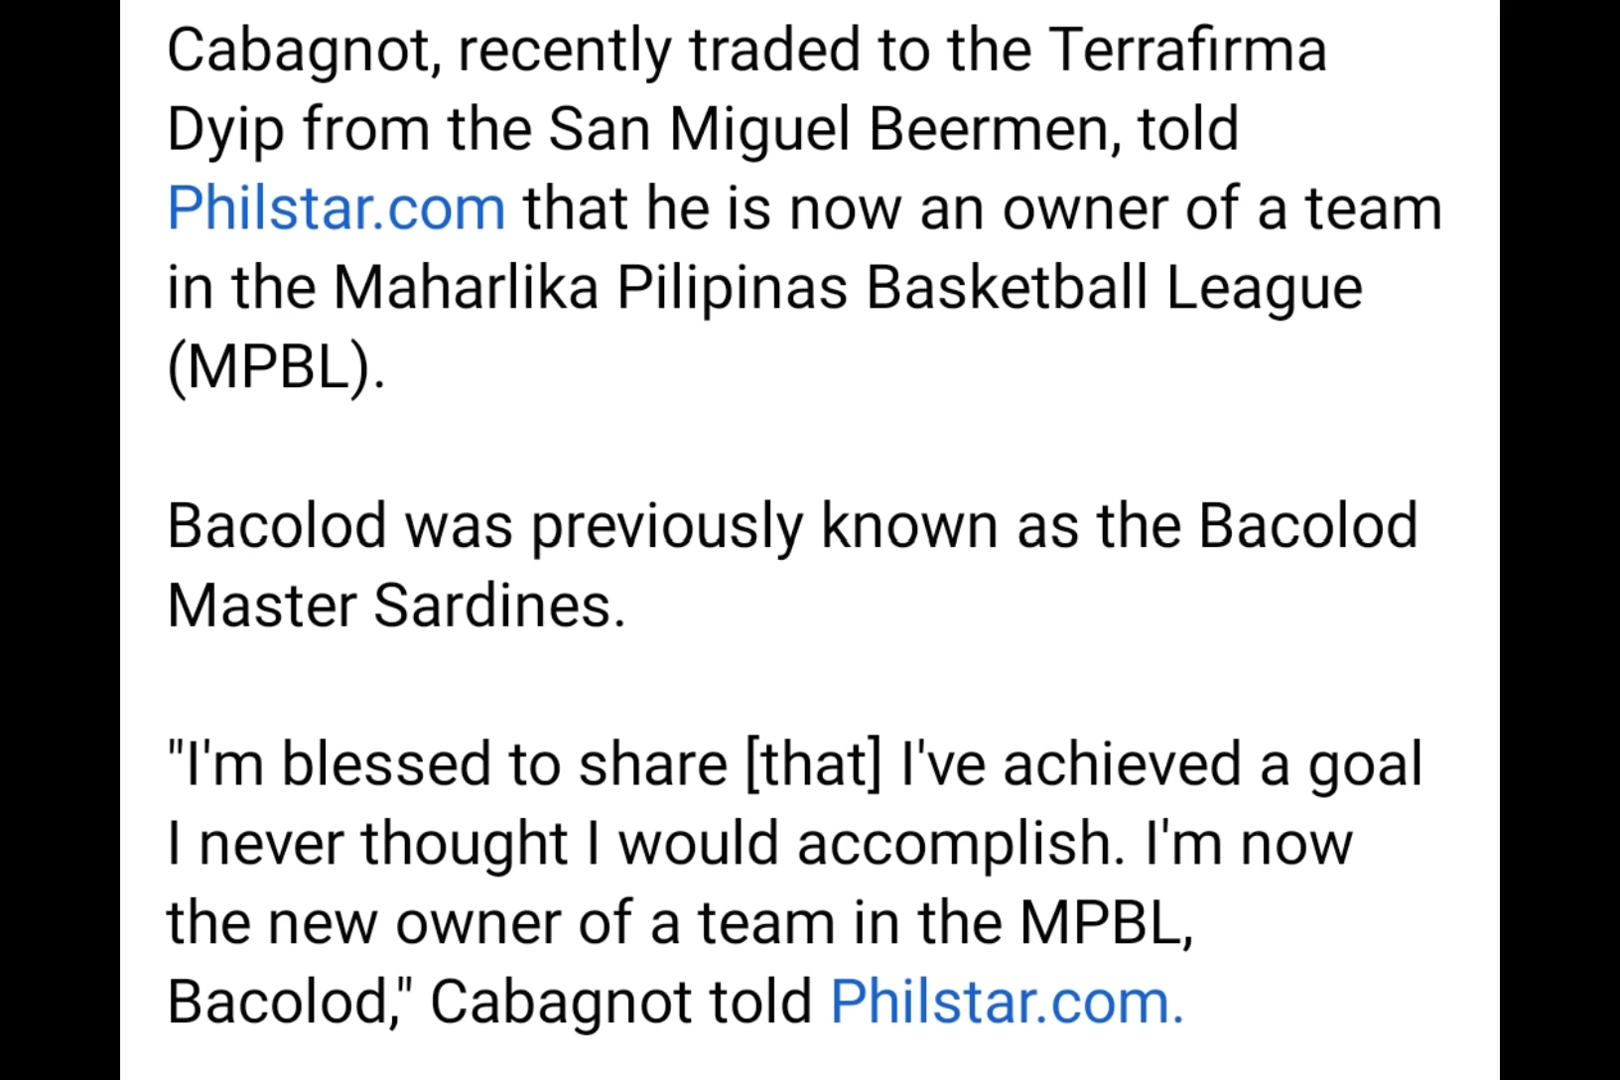 Cabagnot, recently traded to the Terrafirma
Dyip from the San Miguel Beermen, told
Philstar.com that he is now an owner of a team
in the Maharlika Pilipinas Basketball League
(MPBL).
Bacolod was previously known as the Bacolod
Master Sardines.
"I'm blessed to share [that] I've achieved a goal
I never thought I would accomplish. I'm now
the new owner of a team in the MPBL,
Bacolod," Cabagnot told Philstar.com.